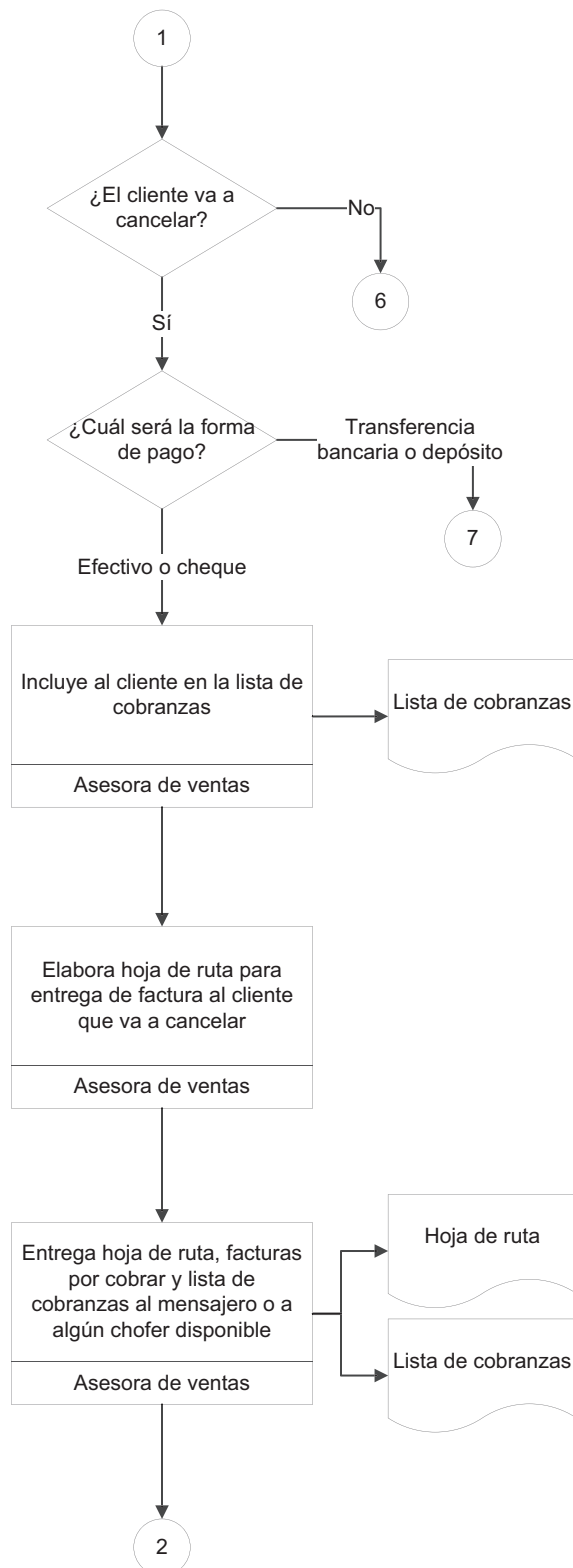 1
¿El cliente va a
cancelar?
No
6
Sí
¿Cuál será la forma
de pago?
Transferencia
bancaria o depósito
7
Efectivo o cheque
Incluye al cliente en la lista de
cobranzas
Asesora de ventas
Lista de cobranzas
Elabora hoja de ruta para
entrega de factura al cliente
que va a cancelar
Asesora de ventas
Entrega hoja de ruta, facturas
por cobrar y lista de
cobranzas al mensajero o a
algún chofer disponible
Asesora de ventas
Hoja de ruta
Lista de cobranzas
2